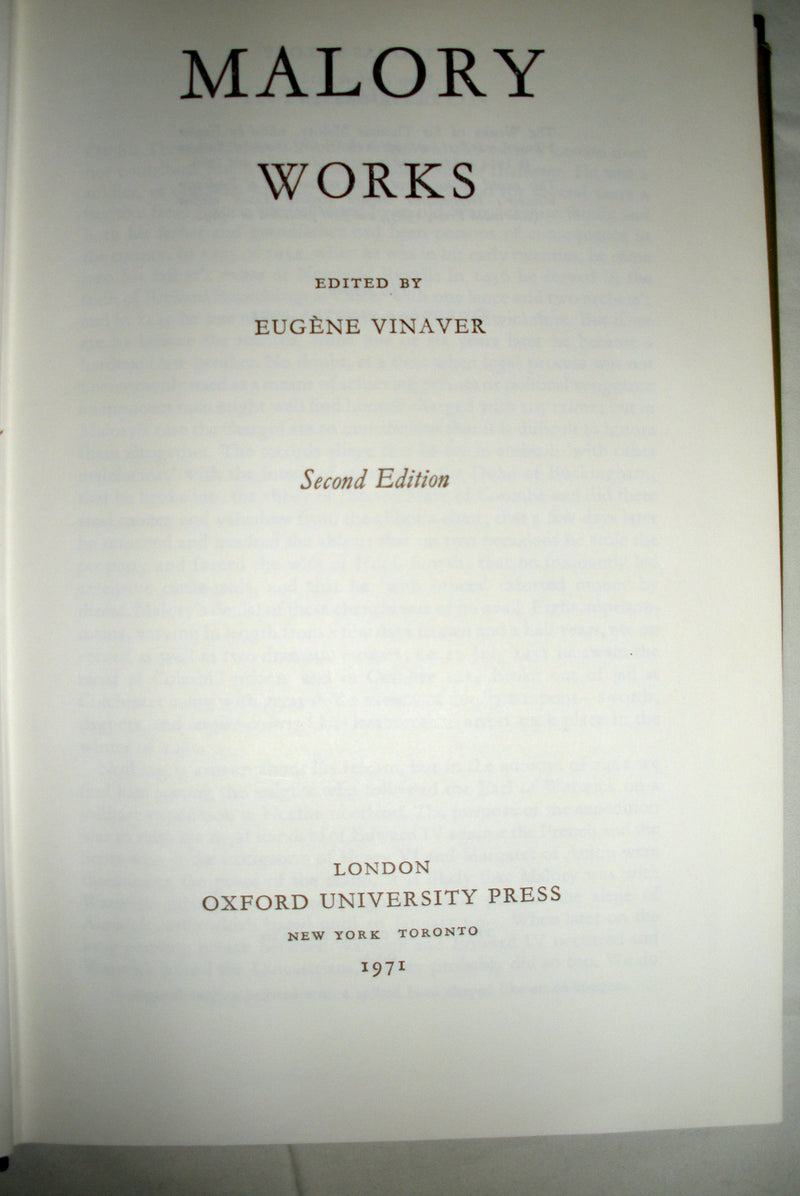 MALORY
WORKS
EDITED BY
EUGÈNE VINAVER
Second Edition
LONDON
OXFORD UNIVERSITY PRESS
NEW YORK TORONTO
1971